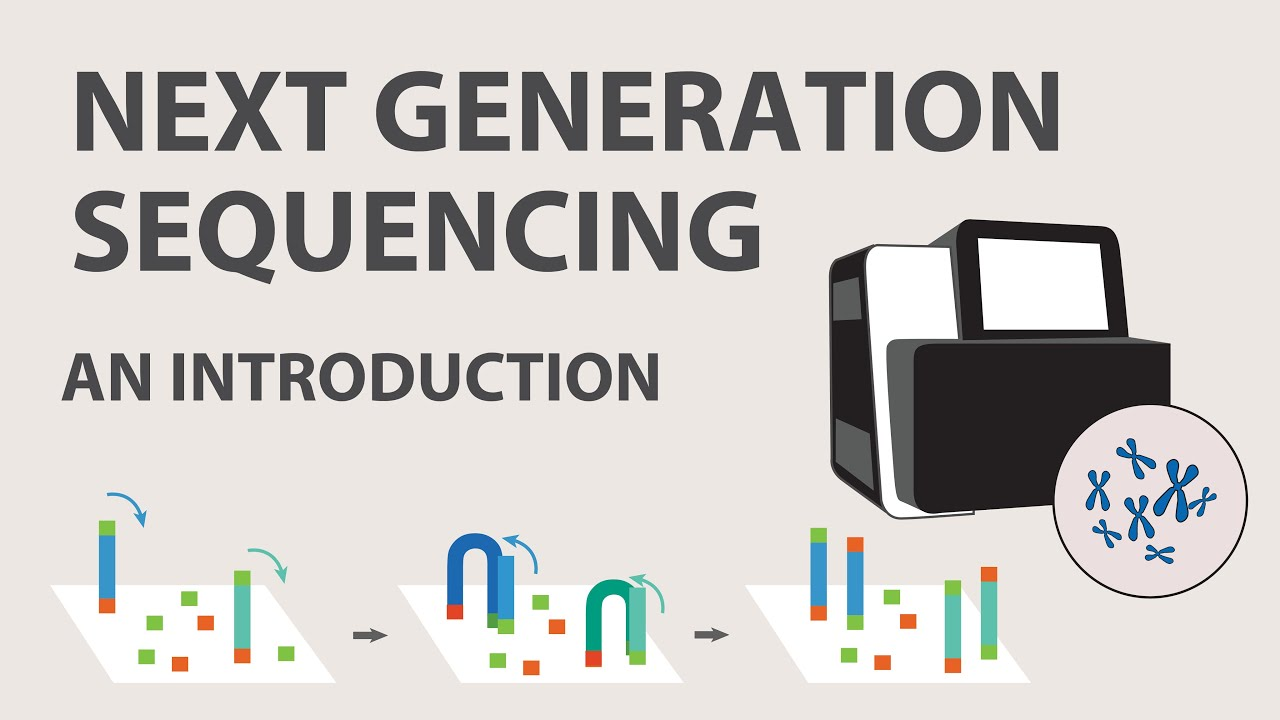 NEXT GENERATION
SEQUENCING
AN INTRODUCTION